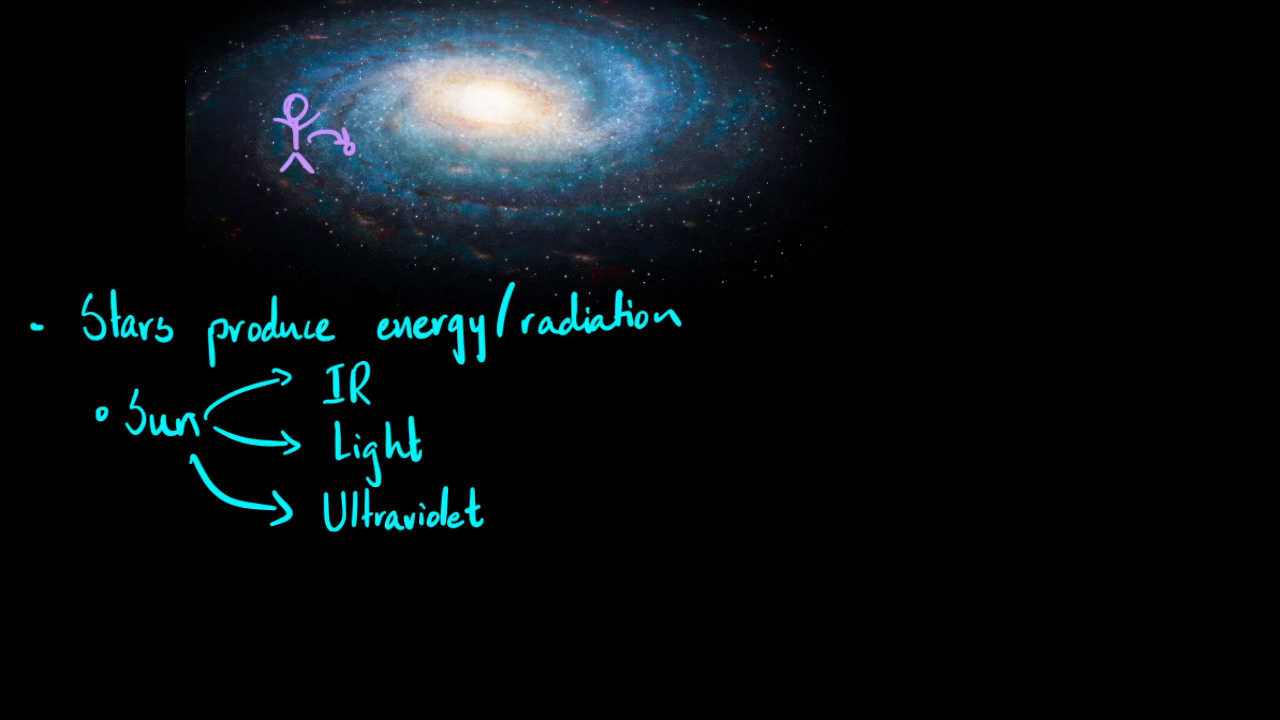 - Stars produce energy/radiation
IR
Sun
Light
Ultraviolet